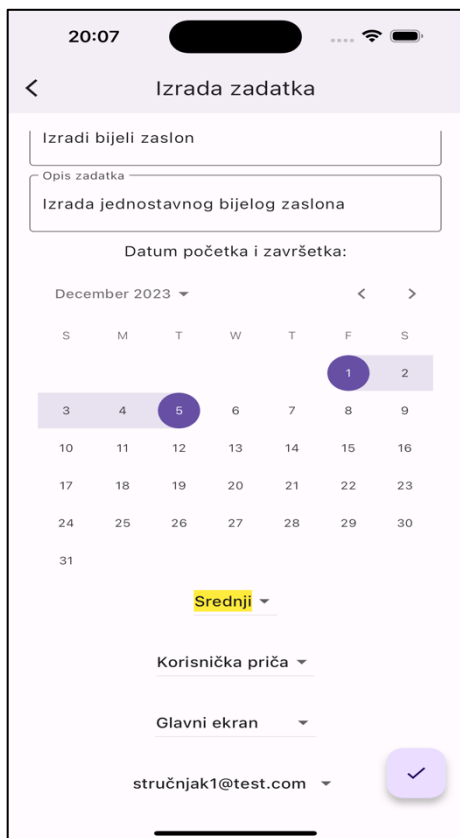 20:07
Izrada zadatka
Izradi bijeli zaslon
Opis zadatka
Izrada jednostavnog bijelog zaslona
Datum početka i završetka:
December 2023
S M T W T F S
1 2
3 4 5 6 7 8 9
10 11 12 13 14 15 16
17 18 19 20 21 22 23
24 25 26 27 28 29 30
31
Srednji
Korisnička priča
Glavni ekran
stručnjak1@test.com